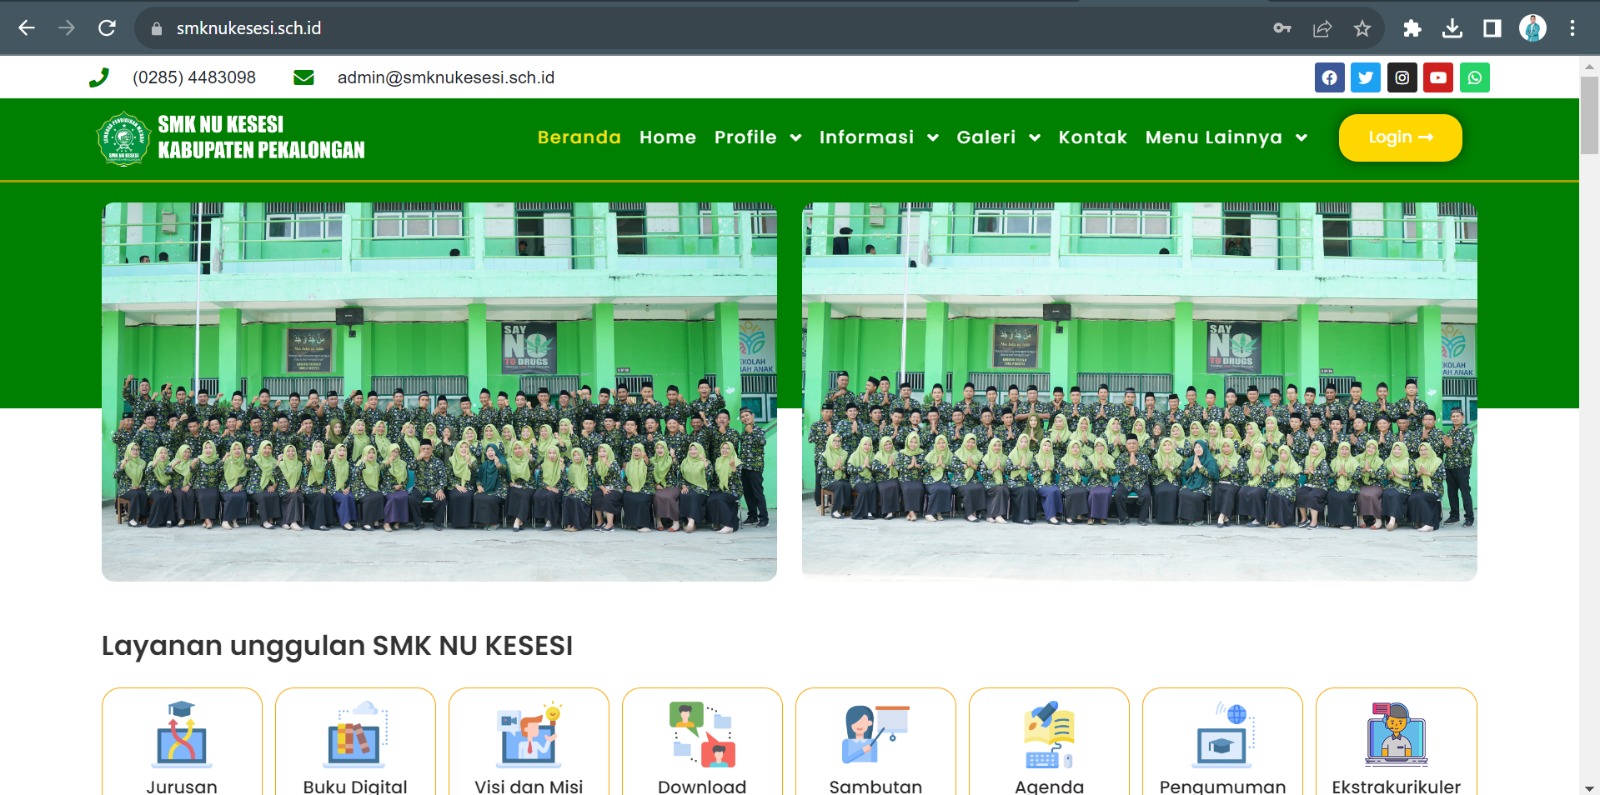 smknukesesi.sch.id
(0285) 4483098 admin@smknukesesi.sch.id
SMK NU KESESI
KABUPATEN PEKALONGAN
Beranda Home Profile Informasi Galeri Kontak Menu Lainnya Login →
SAY
NO
TO DRUGS
SAY
NO
TO DRUGS
Layanan unggulan SMK NU KESESI
Jurusan Buku Digital Visi dan Misi Download Sambutan Agenda Pengumuman Ekstrakurikuler